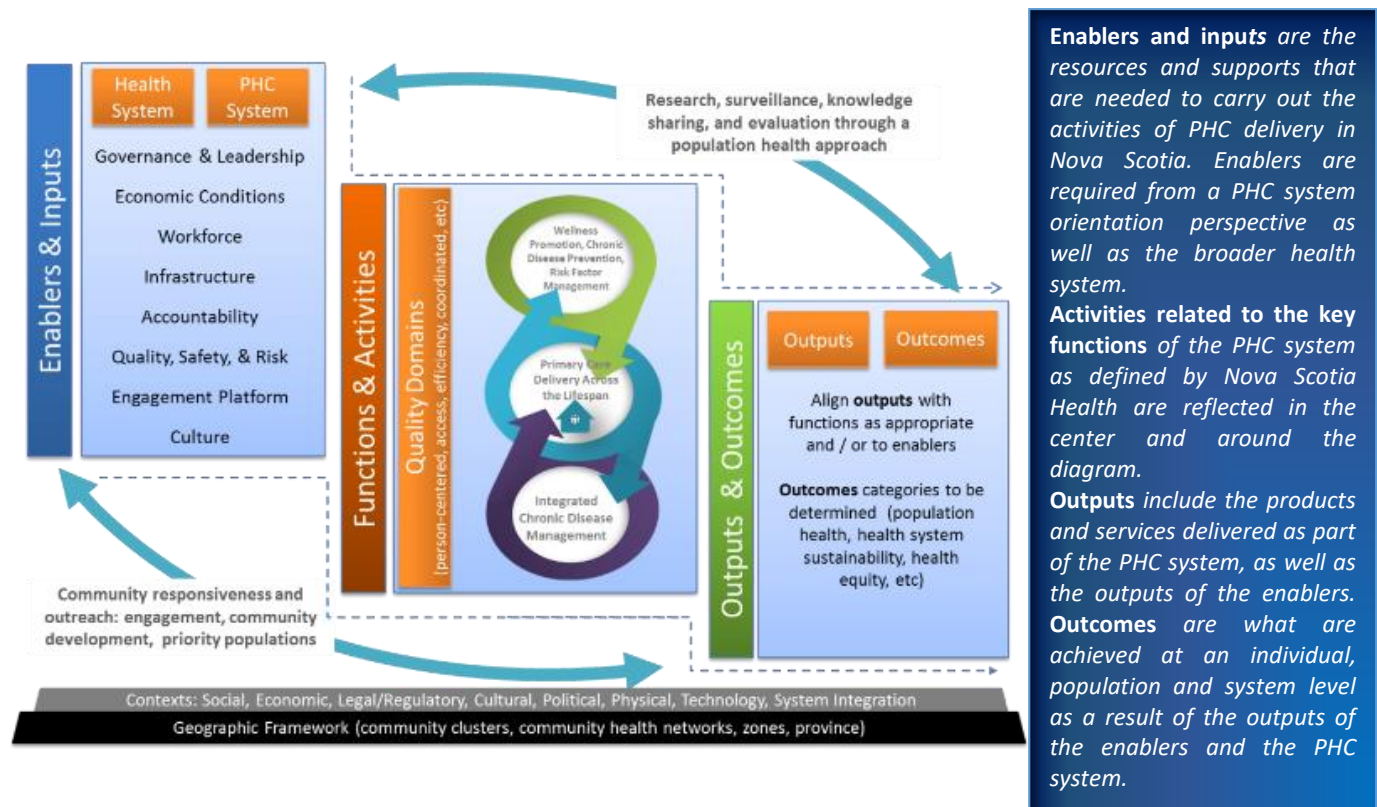 Enablers & Inputs
Health
System
PHC
System
Governance & Leadership
Economic Conditions
Workforce
Infrastructure
Accountability
Quality, Safety, & Risk
Engagement Platform
Culture
Research, surveillance, knowledge
sharing, and evaluation through a
population health approach
Functions & Activities
Quality Domains
(person-centered, access, efficiency, coordinated, etc)
Wellness
Promotion, Chronic
Disease Prevention,
Risk Factor
Management
Primary Care
Delivery Across
the Lifespan
Integrated
Chronic Disease
Management
Outputs & Outcomes
Outputs
Outcomes
Align outputs with
functions as appropriate
and / or to enablers
Outcomes categories to be
determined (population
health, health system
sustainability, health
equity, etc)
Community responsiveness and
outreach: engagement, community
development, priority populations
Contexts: Social, Economic, Legal/Regulatory, Cultural, Political, Physical, Technology, System Integration
Geographic Framework (community clusters, community health networks, zones, province)
Enablers and inputs are the
resources and supports that
are needed to carry out the
activities of PHC delivery in
Nova Scotia. Enablers are
required from a PHC system
orientation perspective as
well as the broader health
system.
Activities related to the key
functions of the PHC system
as defined by Nova Scotia
Health are reflected in the
center and around the
diagram.
Outputs include the products
and services delivered as part
of the PHC system, as well as
the outputs of the enablers.
Outcomes are what are
achieved at an individual,
population and system level
as a result of the outputs of
the enablers and the PHC
system.